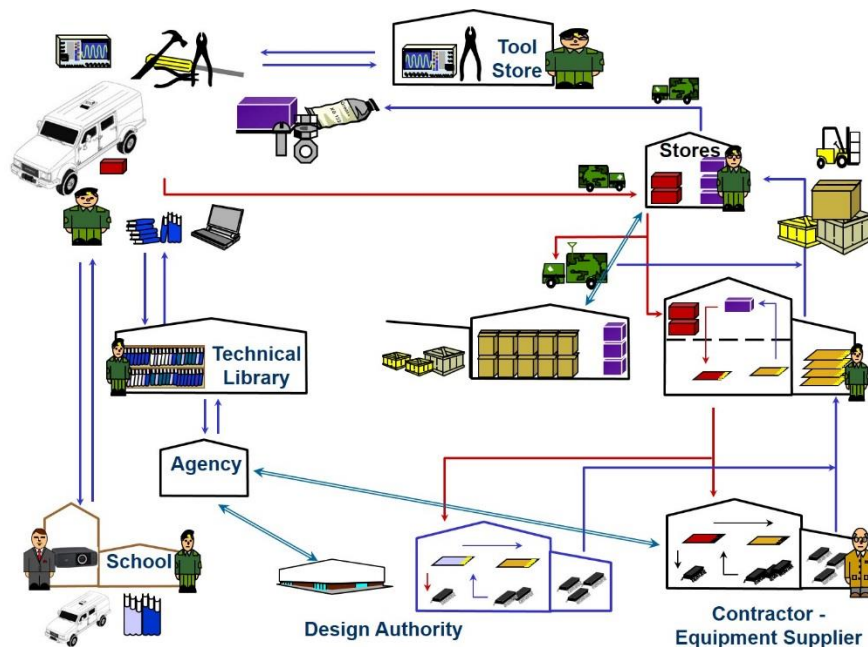 Tool
Store
Stores
Technical
Library
Agency
School
Design Authority
Contractor -
Equipment Supplier